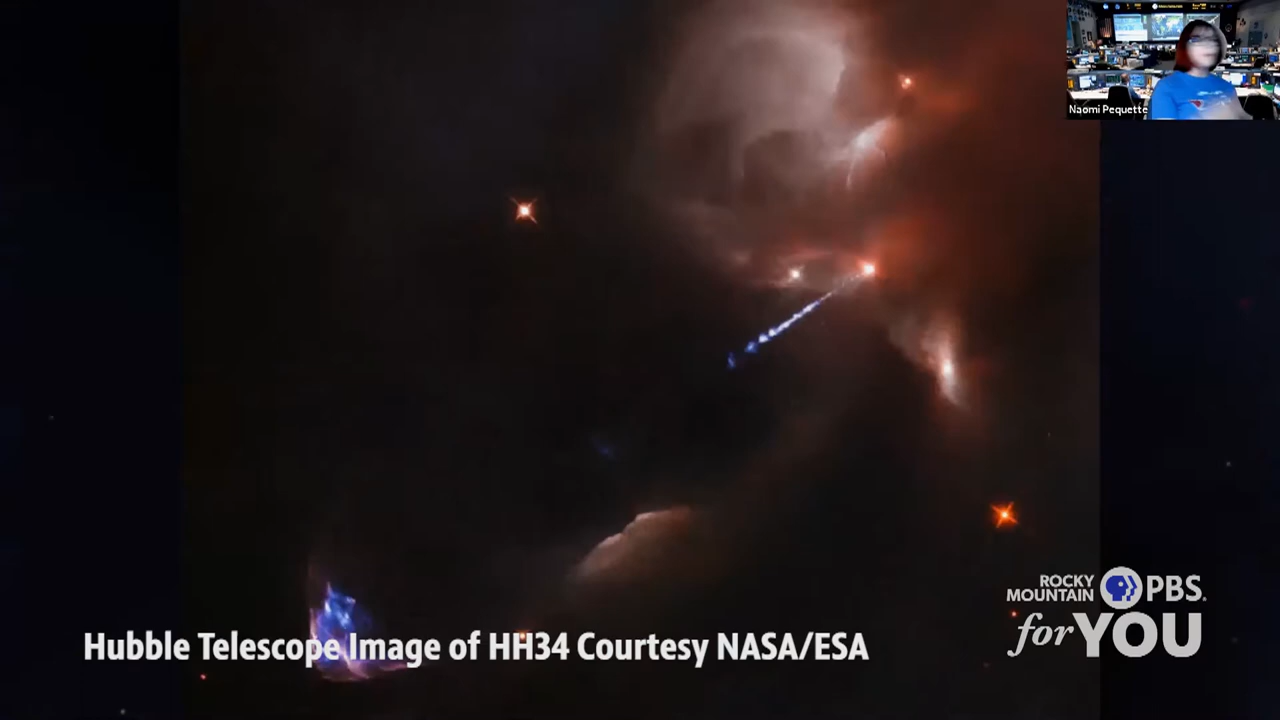 Naomi Pequette
Hubble Telescope Image of HH34 Courtesy NASA/ESA
ROCKY
MOUNTAIN PBS.
for YOU